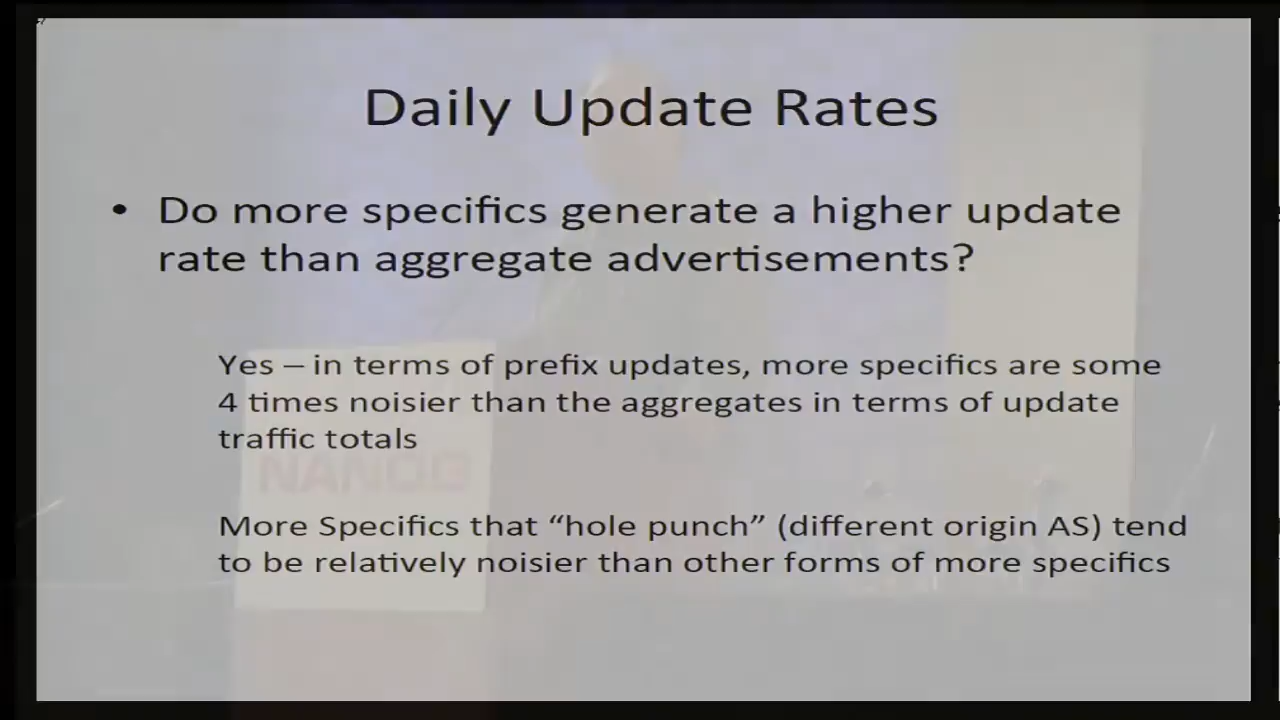 Daily Update Rates
• Do more specifics generate a higher update
rate than aggregate advertisements?
Yes – in terms of prefix updates, more specifics are some
4 times noisier than the aggregates in terms of update
traffic totals
NANOG
More Specifics that “hole punch” (different origin AS) tend
to be relatively noisier than other forms of more specifics